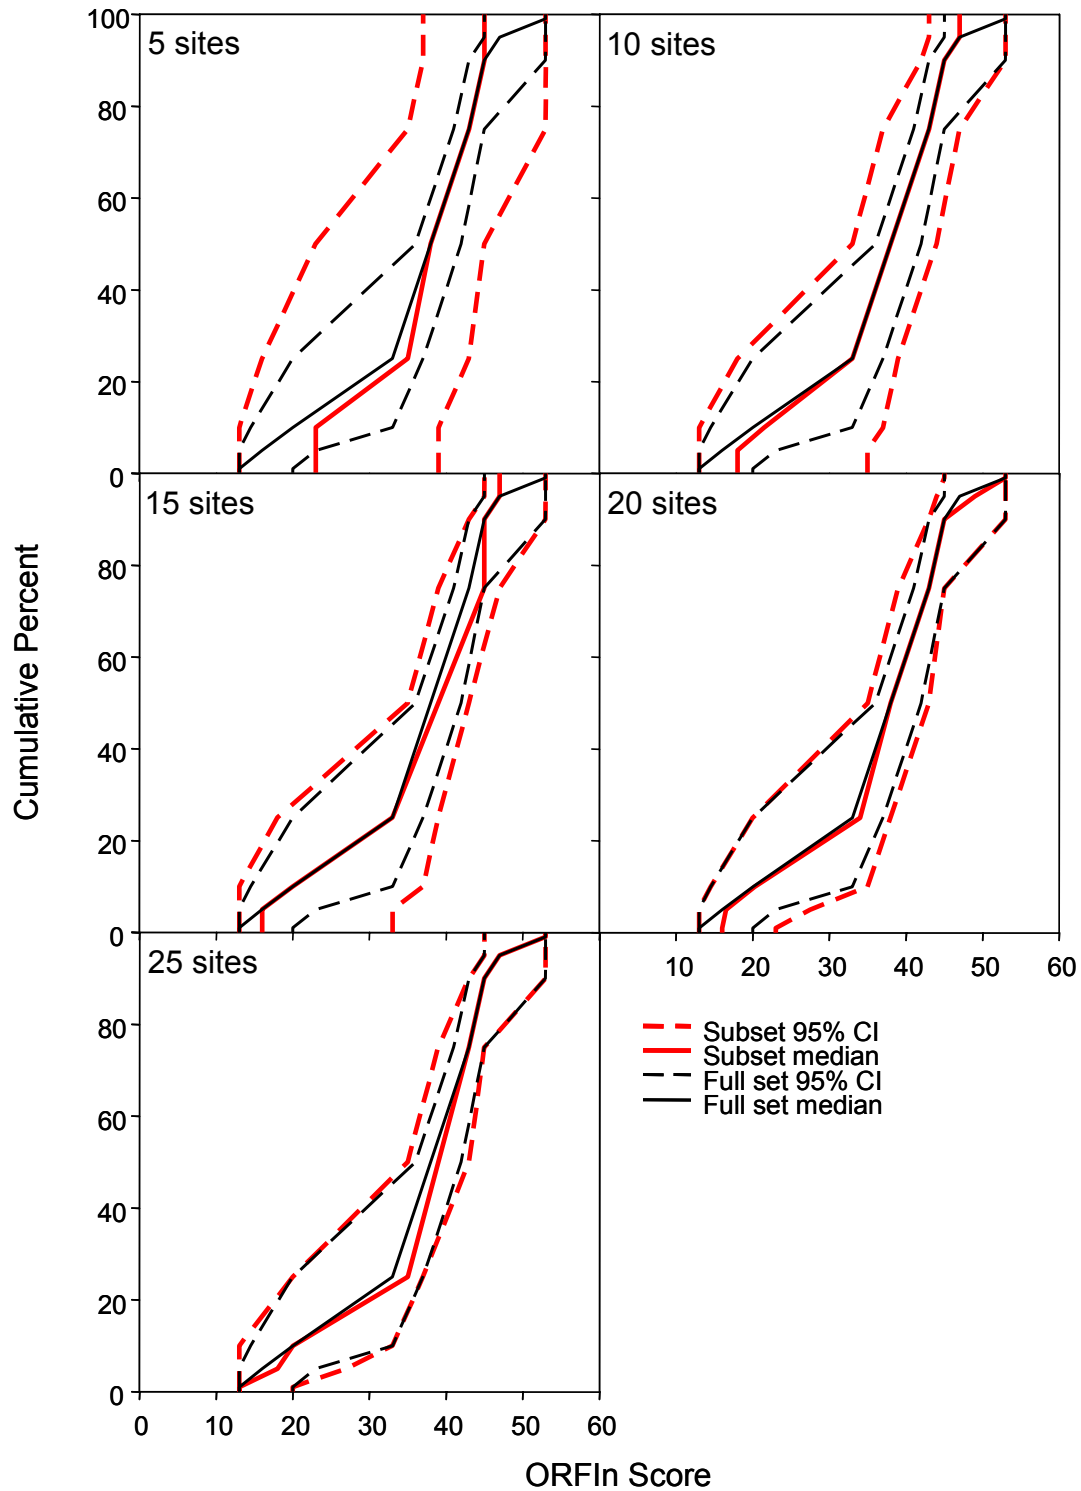 100
80
60
40
20
0
5 sites
10 sites
80
60
40
20
0
15 sites
20 sites
10 20 30 40 50 60
80
60
40
20
0
25 sites
0 10 20 30 40 50 60
Subset 95% CI
Subset median
Full set 95% CI
Full set median
Cumulative Percent
ORFIn Score